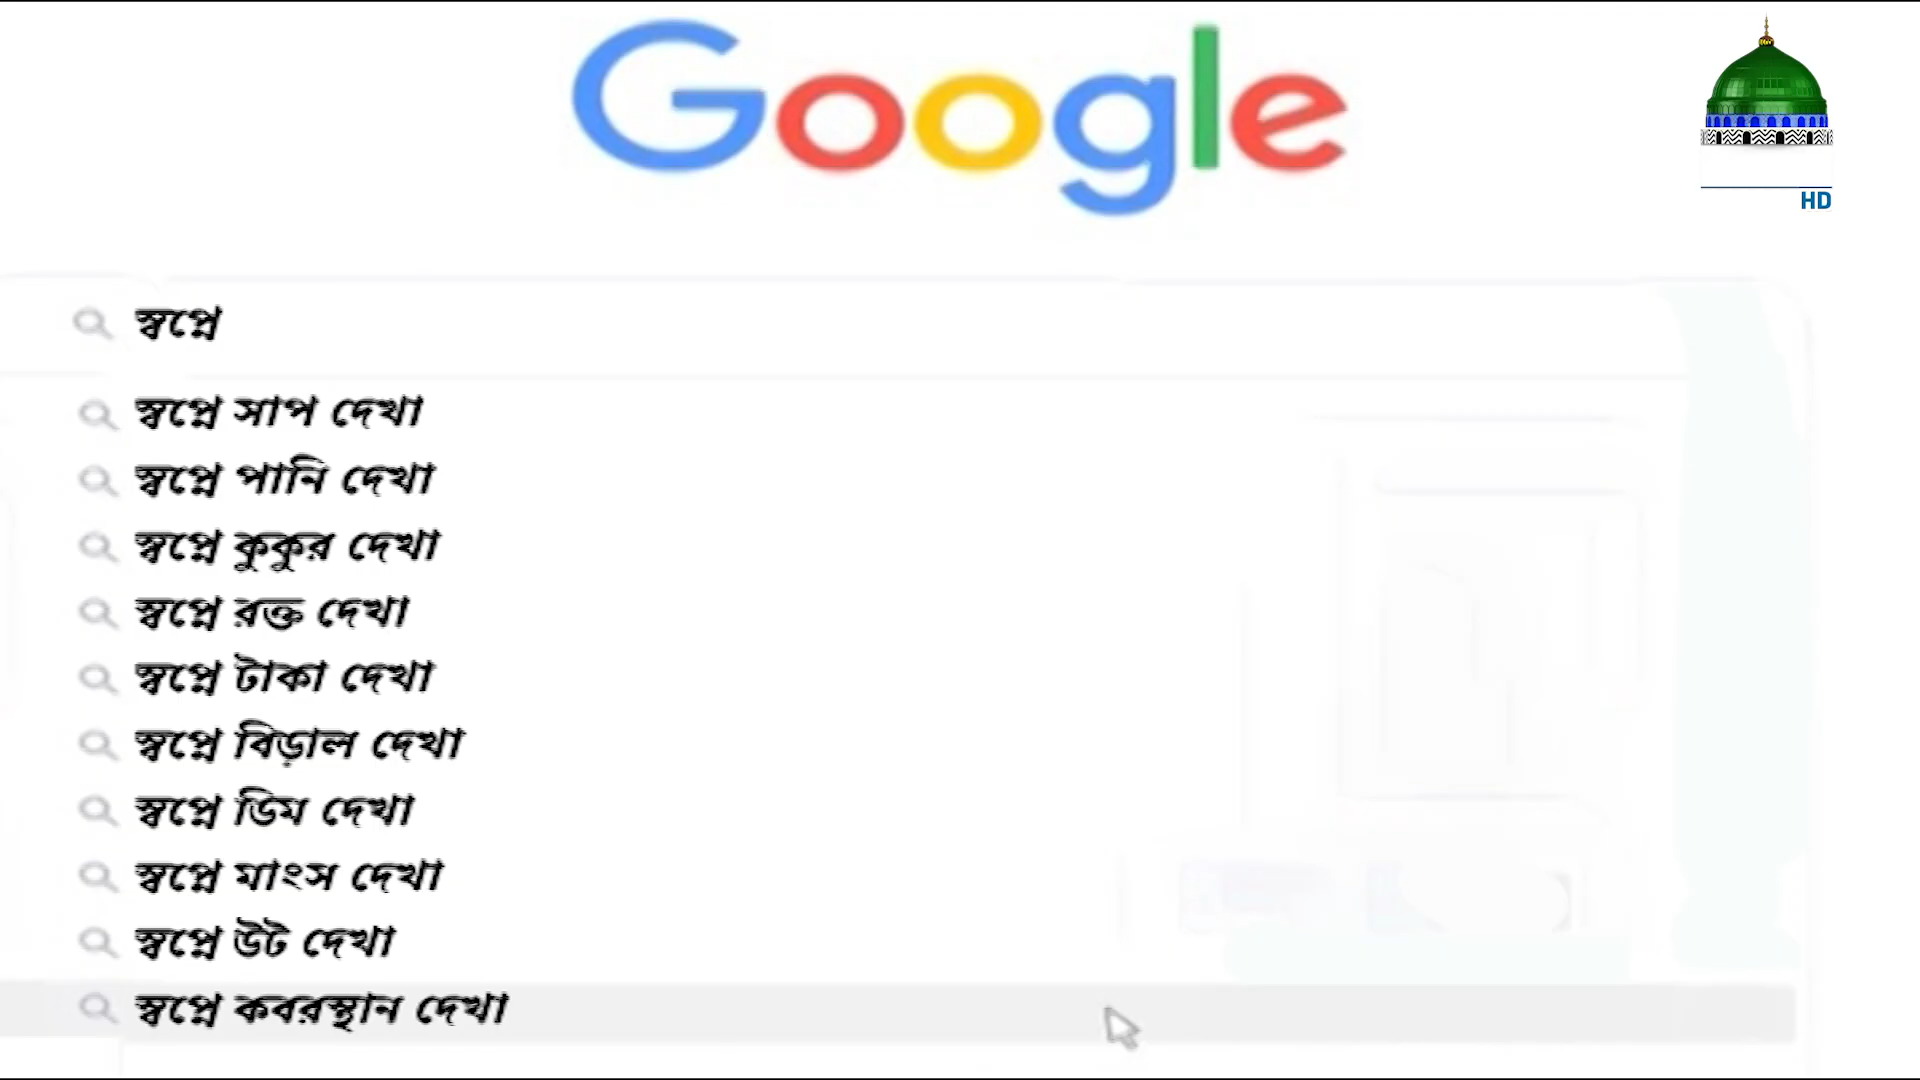 Google
HD
স্বপ্নে
স্বপ্নে সাপ দেখা
স্বপ্নে পানি দেখা
স্বপ্নে কুকুর দেখা
স্বপ্নে রক্ত দেখা
স্বপ্নে টাকা দেখা
স্বপ্নে বিড়াল দেখা
স্বপ্নে ডিম দেখা
স্বপ্নে মাংস দেখা
স্বপ্নে উট দেখা
স্বপ্নে কবরস্থান দেখা